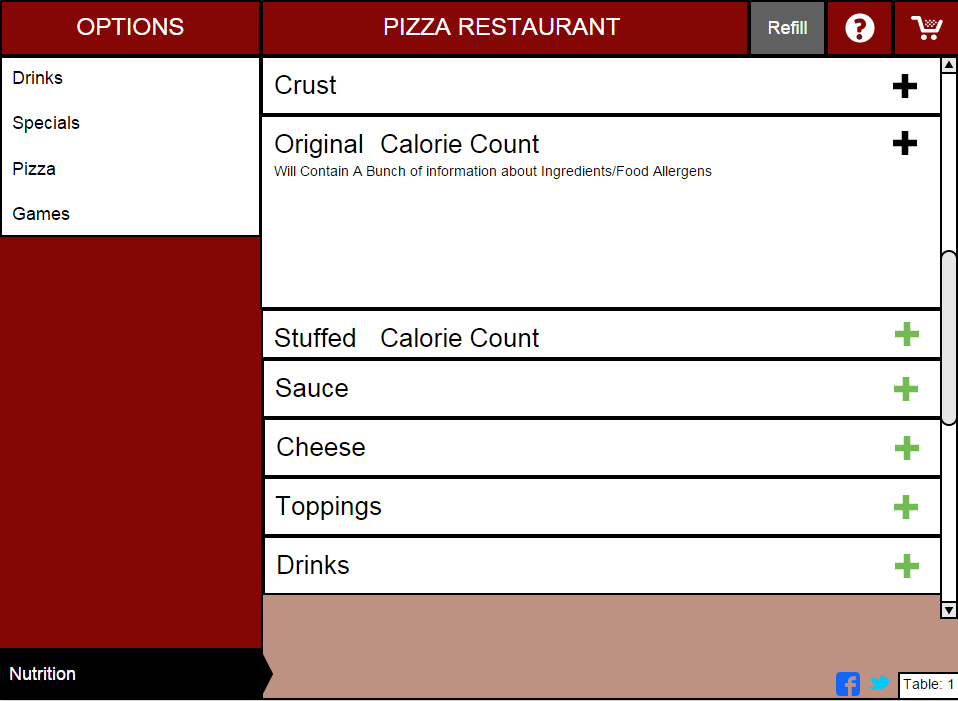 OPTIONS
PIZZA RESTAURANT
Refill
?
Drinks
Specials
Pizza
Games
Crust
Original Calorie Count
Will Contain A Bunch of information about Ingredients/Food Allergens
Stuffed Calorie Count
Sauce
Cheese
Toppings
Drinks
Nutrition
f
Table: 1